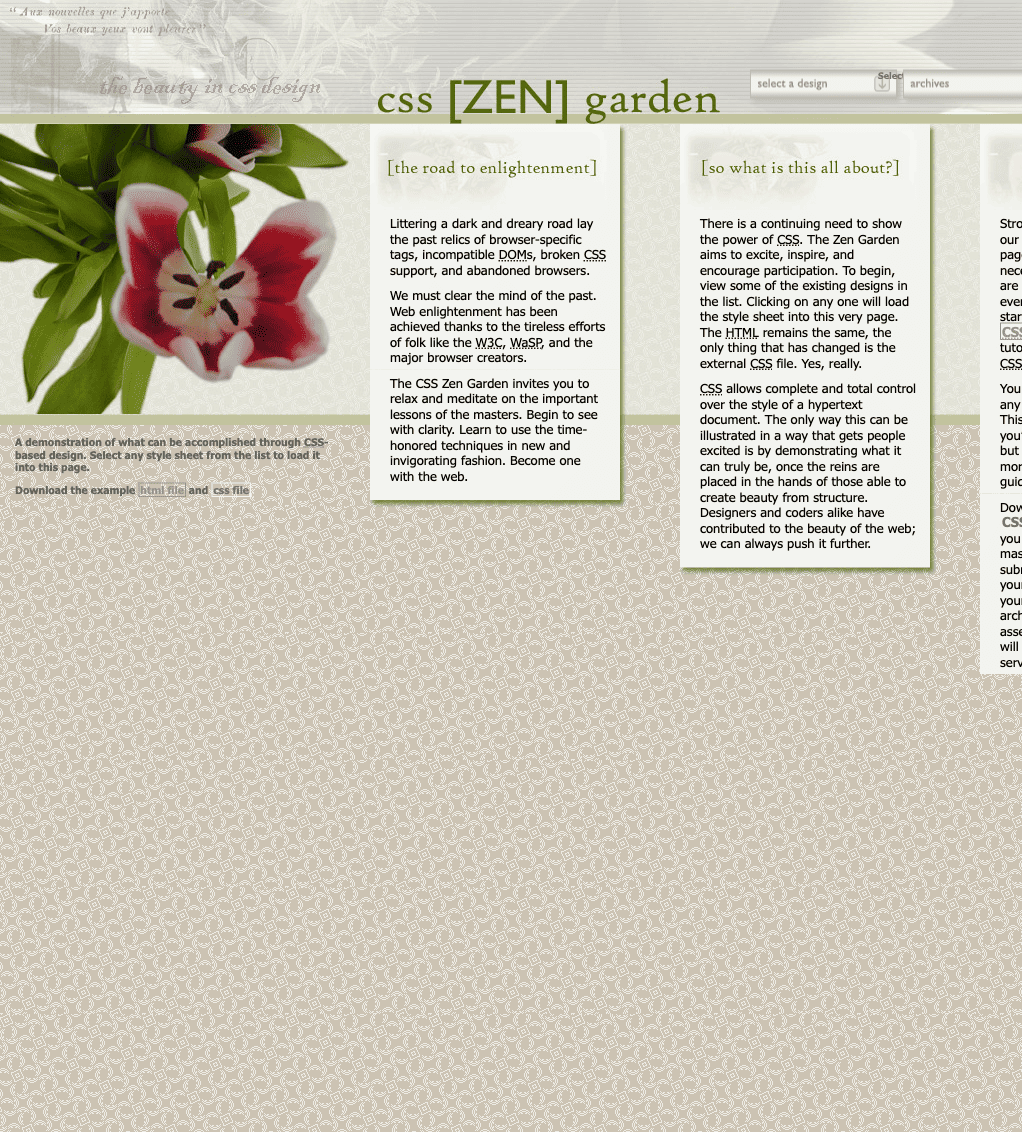 “Aux nouvelles que j'apporte
Vos beaux yeux vont pleurer”
the beauty in css design
css [ZEN] garden
select a design
Selec
archives
[the road to enlightenment]
Littering a dark and dreary road lay
the past relics of browser-specific
tags, incompatible DOMs, broken CSS
support, and abandoned browsers.
We must clear the mind of the past.
Web enlightenment has been
achieved thanks to the tireless efforts
of folk like the W3C, WaSP, and the
major browser creators.
The CSS Zen Garden invites you to
relax and meditate on the important
lessons of the masters. Begin to see
with clarity. Learn to use the time-
honored techniques in new and
invigorating fashion. Become one
with the web.
[so what is this all about?]
There is a continuing need to show
the power of CSS. The Zen Garden
aims to excite, inspire, and
encourage participation. To begin,
view some of the existing designs in
the list. Clicking on any one will load
the style sheet into this very page.
The HTML remains the same, the
only thing that has changed is the
external CSS file. Yes, really.
CSS allows complete and total control
over the style of a hypertext
document. The only way this can be
illustrated in a way that gets people
excited is by demonstrating what it
can truly be, once the reins are
placed in the hands of those able to
create beauty from structure.
Designers and coders alike have
contributed to the beauty of the web;
we can always push it further.
Stro
our
pag
nece
are
ever
star
CSS
tuto
CSS
You
any
This
you'
but
mor
guid
Dow
CSS
you
mas
subr
your
your
arch
asse
will
serv
A demonstration of what can be accomplished through CSS-
based design. Select any style sheet from the list to load it
into this page.
Download the example html file and css file